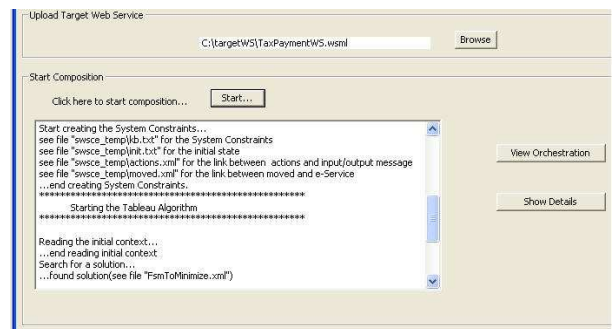 Upload Target Web Service
C:\targetWS\TaxPaymentWS.wsml
Browse
Start Composition
Click here to start composition...
Start...
Start creating the System Constraints...
see file "swsce_temp\kb.txt" for the System Constraints
see file "swsce_temp\init.txt" for the initial state
see file "swsce_temp\actions.xml" for the link between actions and input/output message
see file "swsce_temp\moved.xml" for the link between moved and e-Service
...end creating System Constraints.
****************************************************
Starting the Tableau Algorithm
****************************************************
Reading the initial context...
...end reading initial context
Search for a solution...
...found solution(see file "FsmToMinimize.xml")
View Orchestration
Show Details